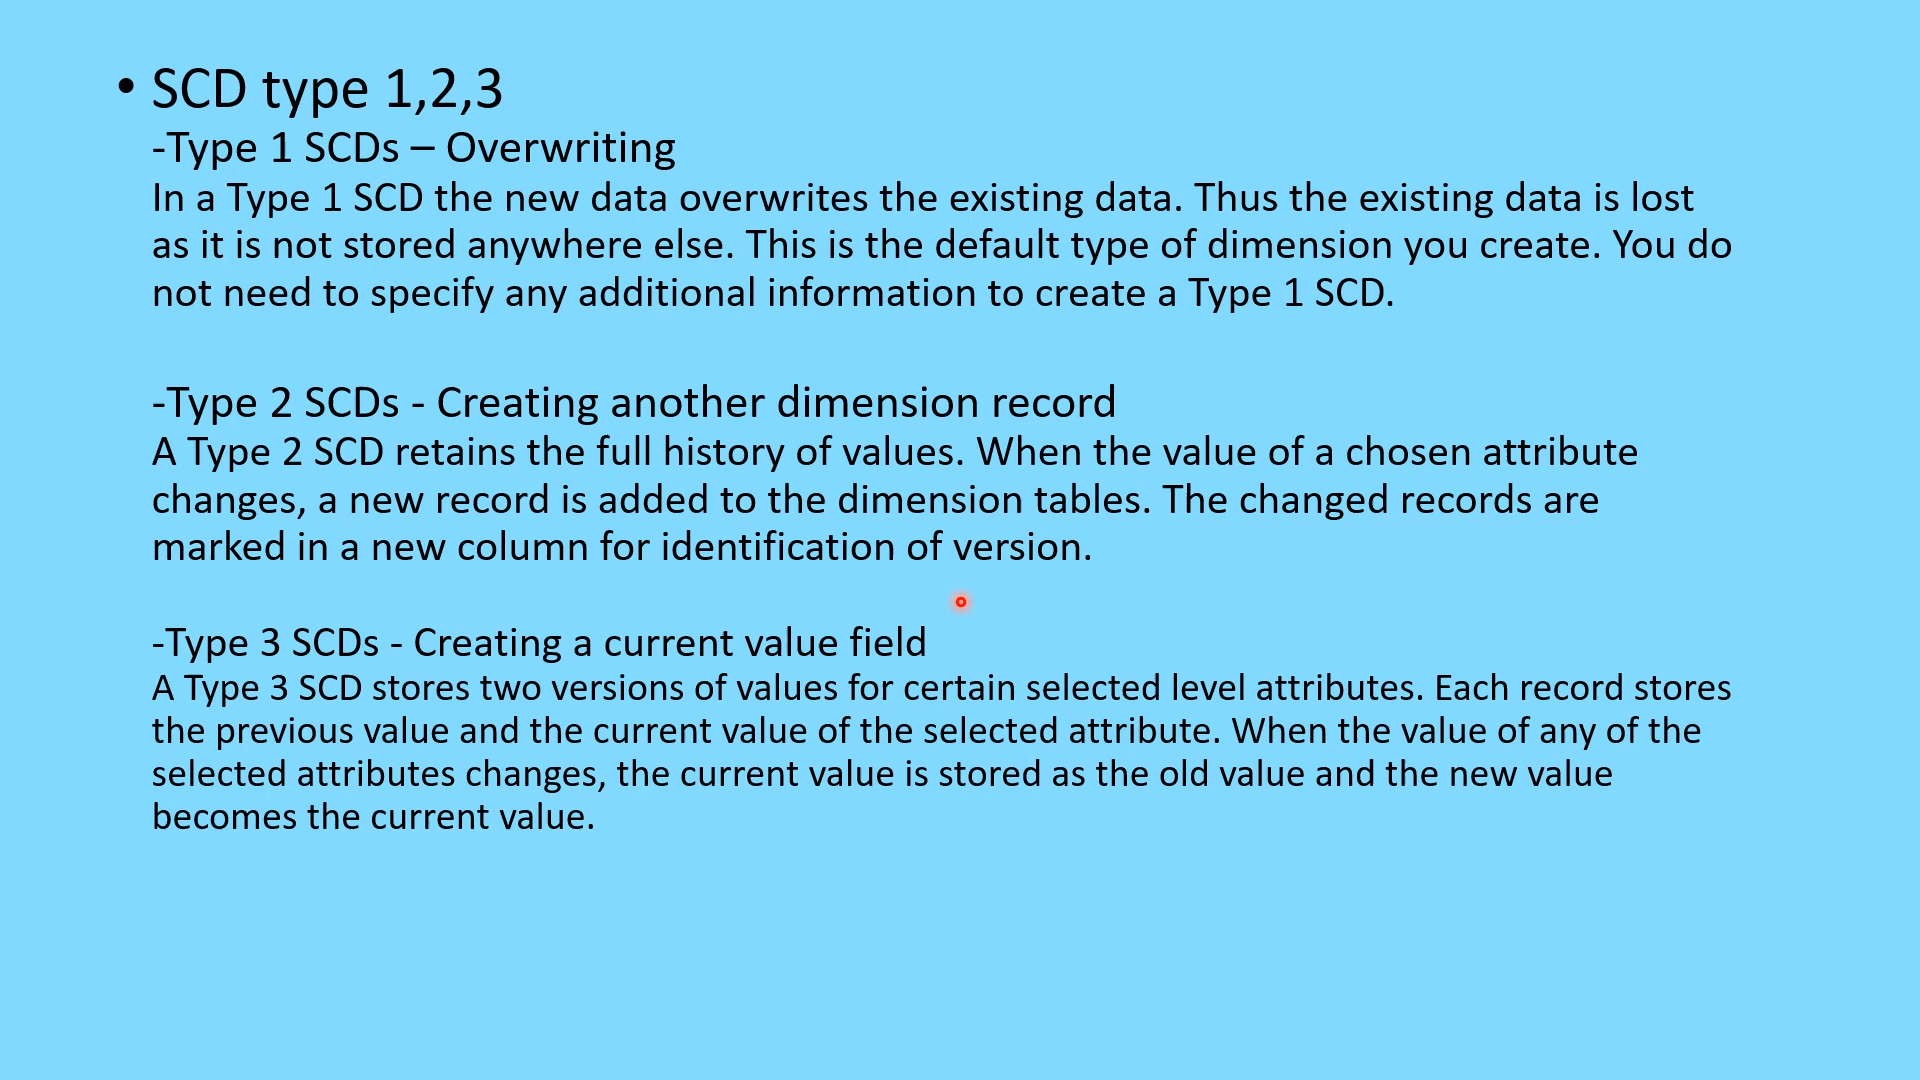 • SCD type 1,2,3
-Type 1 SCDs – Overwriting
In a Type 1 SCD the new data overwrites the existing data. Thus the existing data is lost
as it is not stored anywhere else. This is the default type of dimension you create. You do
not need to specify any additional information to create a Type 1 SCD.
-Type 2 SCDs - Creating another dimension record
A Type 2 SCD retains the full history of values. When the value of a chosen attribute
changes, a new record is added to the dimension tables. The changed records are
marked in a new column for identification of version.
-Type 3 SCDs - Creating a current value field
A Type 3 SCD stores two versions of values for certain selected level attributes. Each record stores
the previous value and the current value of the selected attribute. When the value of any of the
selected attributes changes, the current value is stored as the old value and the new value
becomes the current value.